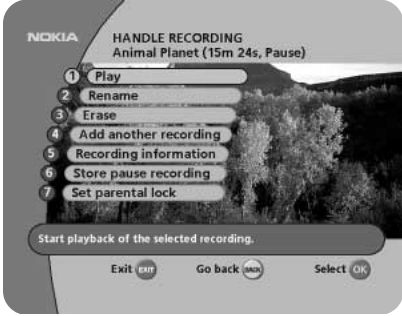 NOKIA
HANDLE RECORDING
Animal Planet (15m 24s, Pause)
1 Play
2 Rename
3 Erase
4 Add another recording
5 Recording information
6 Store pause recording
7 Set parental lock
Start playback of the selected recording.
Exit EXIT Go back BACK Select OK